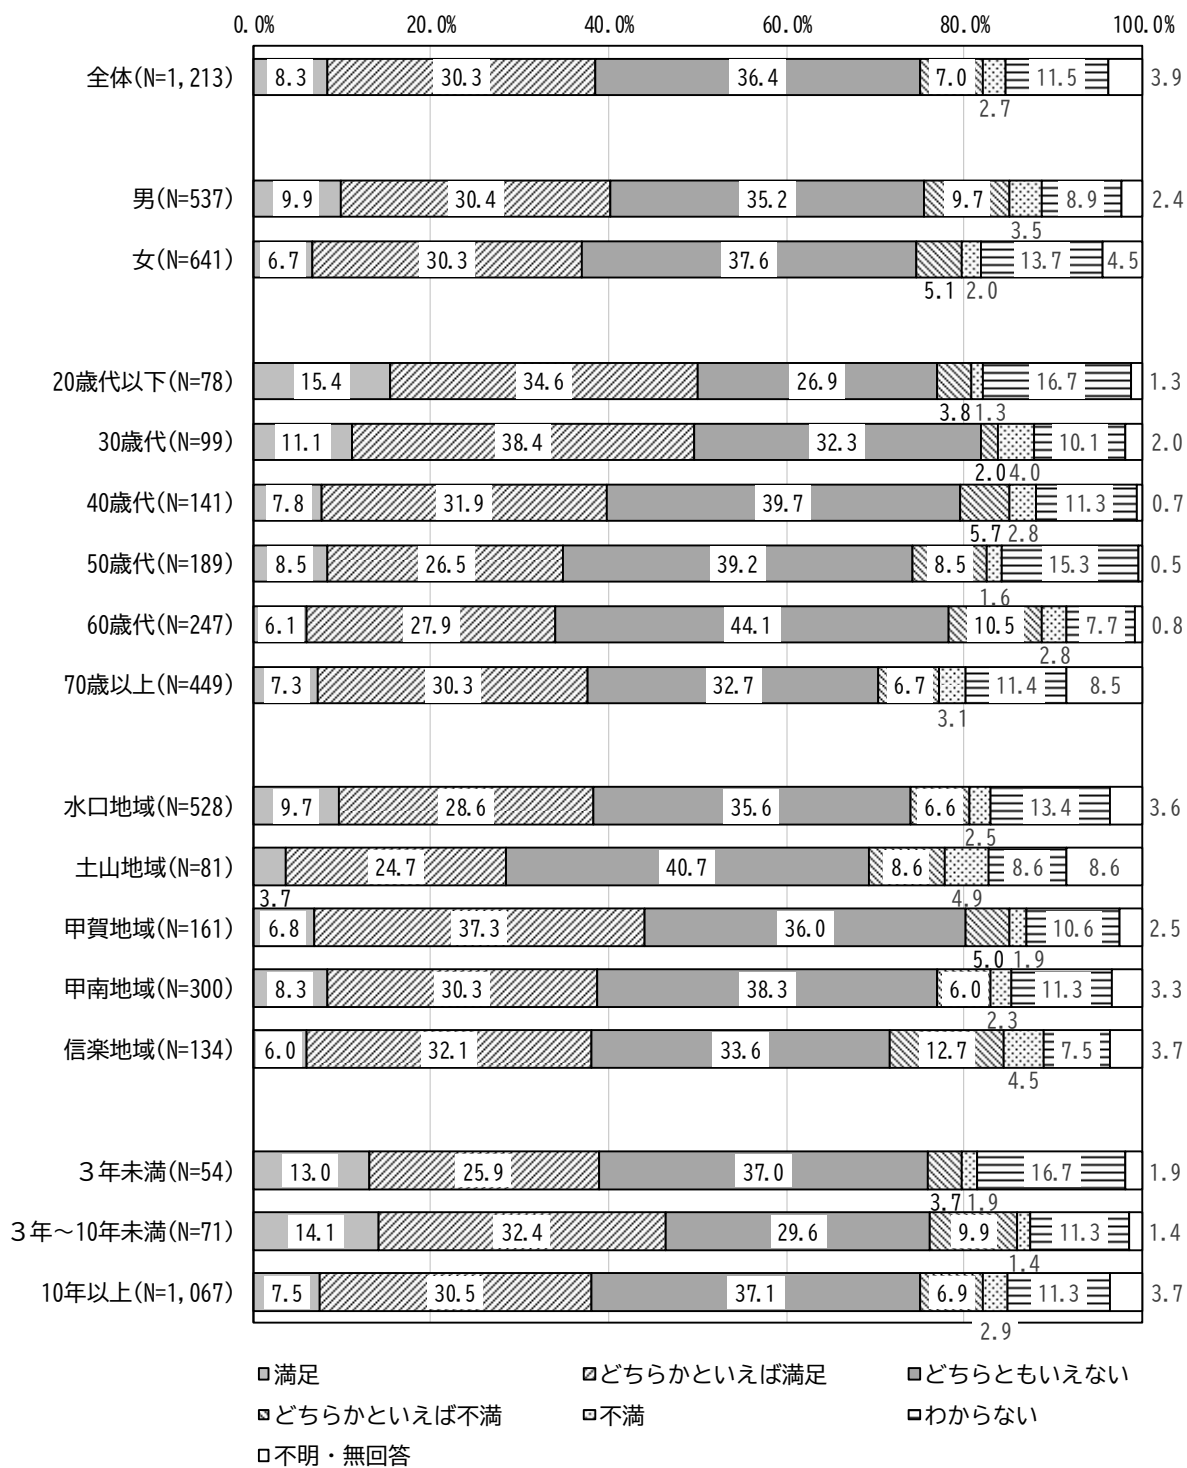 0.0% 20.0% 40.0% 60.0% 80.0% 100.0%
全体(N=1,213) 8.3 30.3 36.4 7.0 11.5 3.9
2.7
男(N=537) 9.9 30.4 35.2 9.7 8.9 2.4
3.5
女(N=641) 6.7 30.3 37.6 13.7 4.5
5.1 2.0
20歳代以下(N=78) 15.4 34.6 26.9 16.7 1.3
3.8 1.3
30歳代(N=99) 11.1 38.4 32.3 10.1 2.0
2.0 4.0
40歳代(N=141) 7.8 31.9 39.7 11.3 0.7
5.7 2.8
50歳代(N=189) 8.5 26.5 39.2 8.5 15.3 0.5
1.6
60歳代(N=247) 6.1 27.9 44.1 10.5 7.7 0.8
2.8
70歳以上(N=449) 7.3 30.3 32.7 6.7 11.4 8.5
3.1
水口地域(N=528) 9.7 28.6 35.6 6.6 13.4 3.6
2.5
土山地域(N=81) 24.7 40.7 8.6 8.6 8.6
3.7 4.9
甲賀地域(N=161) 6.8 37.3 36.0 10.6 2.5
5.0 1.9
甲南地域(N=300) 8.3 30.3 38.3 6.0 11.3 3.3
2.3
信楽地域(N=134) 6.0 32.1 33.6 12.7 7.5 3.7
4.5
３年未満(N=54) 13.0 25.9 37.0 16.7 1.9
3.7 1.9
３年～10年未満(N=71) 14.1 32.4 29.6 9.9 11.3 1.4
1.4
10年以上(N=1,067) 7.5 30.5 37.1 6.9 11.3 3.7
2.9
満足 どちらかといえば満足 どちらともいえない
どちらかといえば不満 不満 わからない
不明・無回答